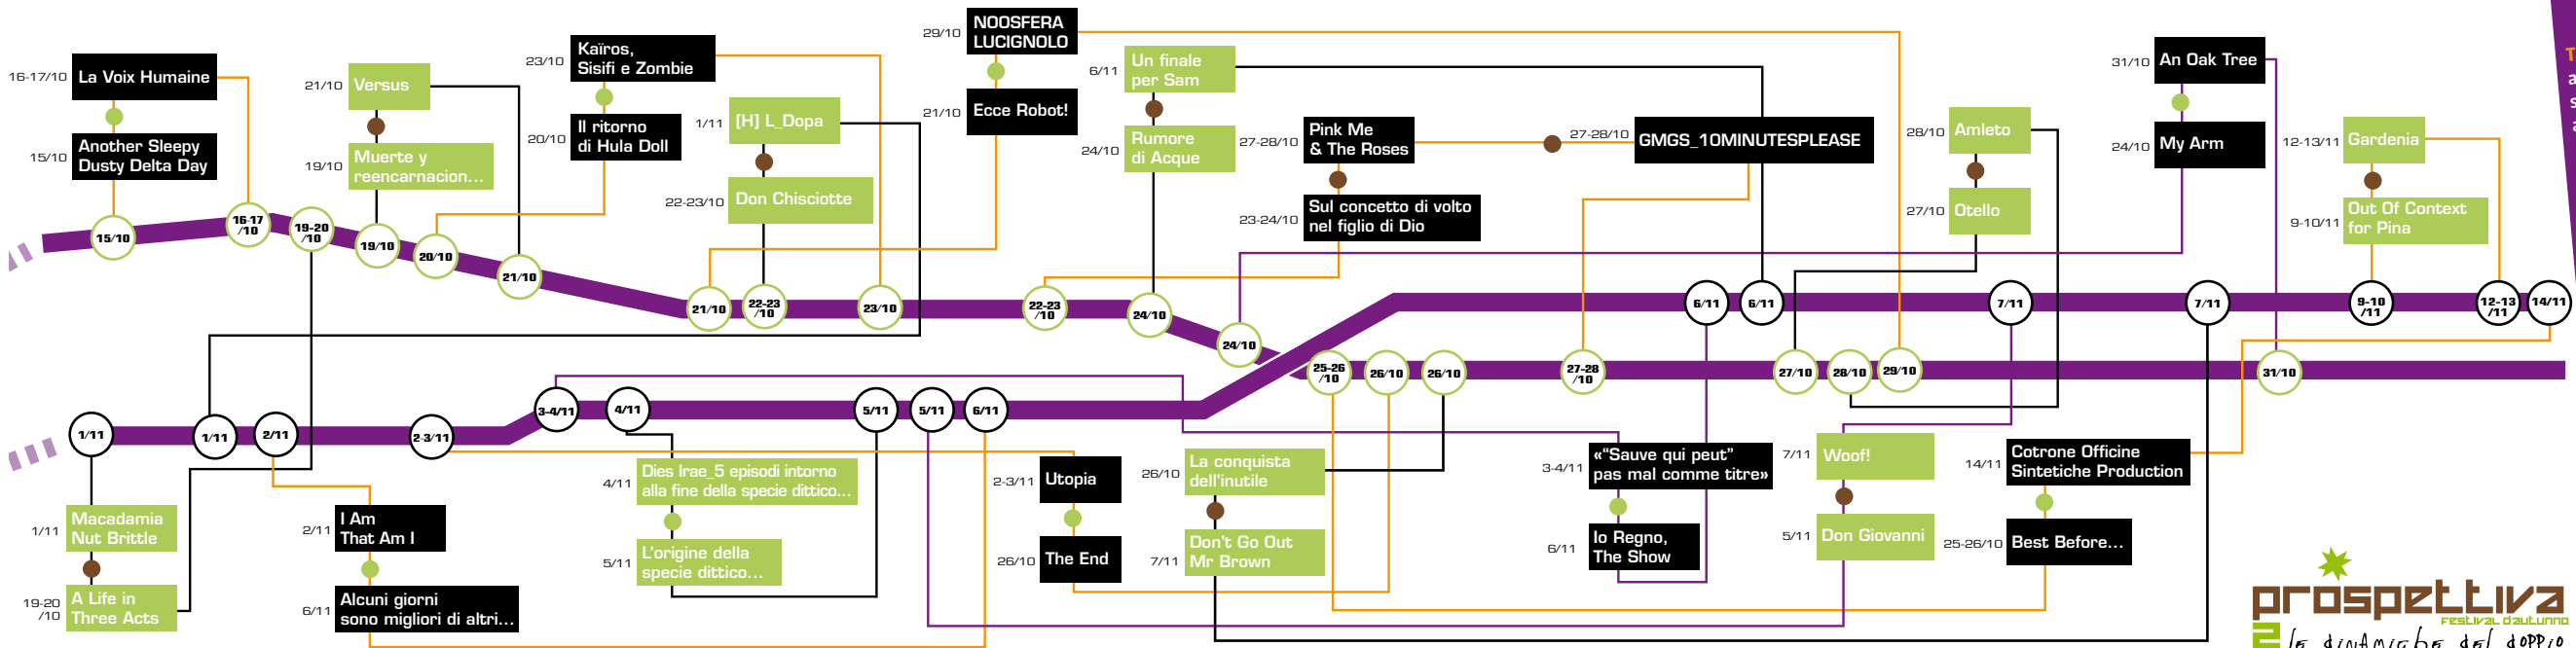 16-17/10
La Voix Humaine
15/10
Another Sleepy
Dusty Delta Day
21/10
Versus
19/10
Muerte y
reencarnacion...
23/10
Kaïros,
Sisifi e Zombie
20/10
Il ritorno
di Hula Doll
1/11
[H] L_Dopa
22-23/10
Don Chisciotte
29/10
NOOSFERA
LUCIGNOLO
21/10
Ecce Robot!
6/11
Un finale
per Sam
24/10
Rumore
di Acque
27-28/10
Pink Me
& The Roses
23-24/10
Sul concetto di volto
nel figlio di Dio
27-28/10
GMGS_10MINUTESPLEASE
28/10
Amleto
27/10
Otello
31/10
An Oak Tree
24/10
My Arm
12-13/11
Gardenia
9-10/11
Out Of Context
for Pina
15/10
16-17
/10
19-20
/10
19/10
20/10
21/10
21/10
22-23
/10
23/10
22-23
/10
24/10
24/10
25-26
/10
26/10
26/10
27-28
/10
27/10
28/10
29/10
31/10
1/11
1/11
2/11
2-3/11
3-4/11
4/11
5/11
5/11
6/11
6/11
6/11
7/11
7/11
9-10
/11
12-13
/11
14/11
1/11
Macadamia
Nut Brittle
19-20
/10
A Life in
Three Acts
2/11
I Am
That Am I
6/11
Alcuni giorni
sono migliori di altri...
4/11
Dies Irae_5 episodi intorno
alla fine della specie dittico...
5/11
L'origine della
specie dittico...
2-3/11
Utopia
26/10
The End
26/10
La conquista
dell'inutile
7/11
Don't Go Out
Mr Brown
3-4/11
«“Sauve qui peut”
pas mal comme titre»
6/11
Io Regno,
The Show
7/11
Woof!
5/11
Don Giovanni
14/11
Cotrone Officine
Sintetiche Production
25-26/10
Best Before...
prospettiva
FESTIVAL D'AUTUNNO
2 le dinamiche del doppio